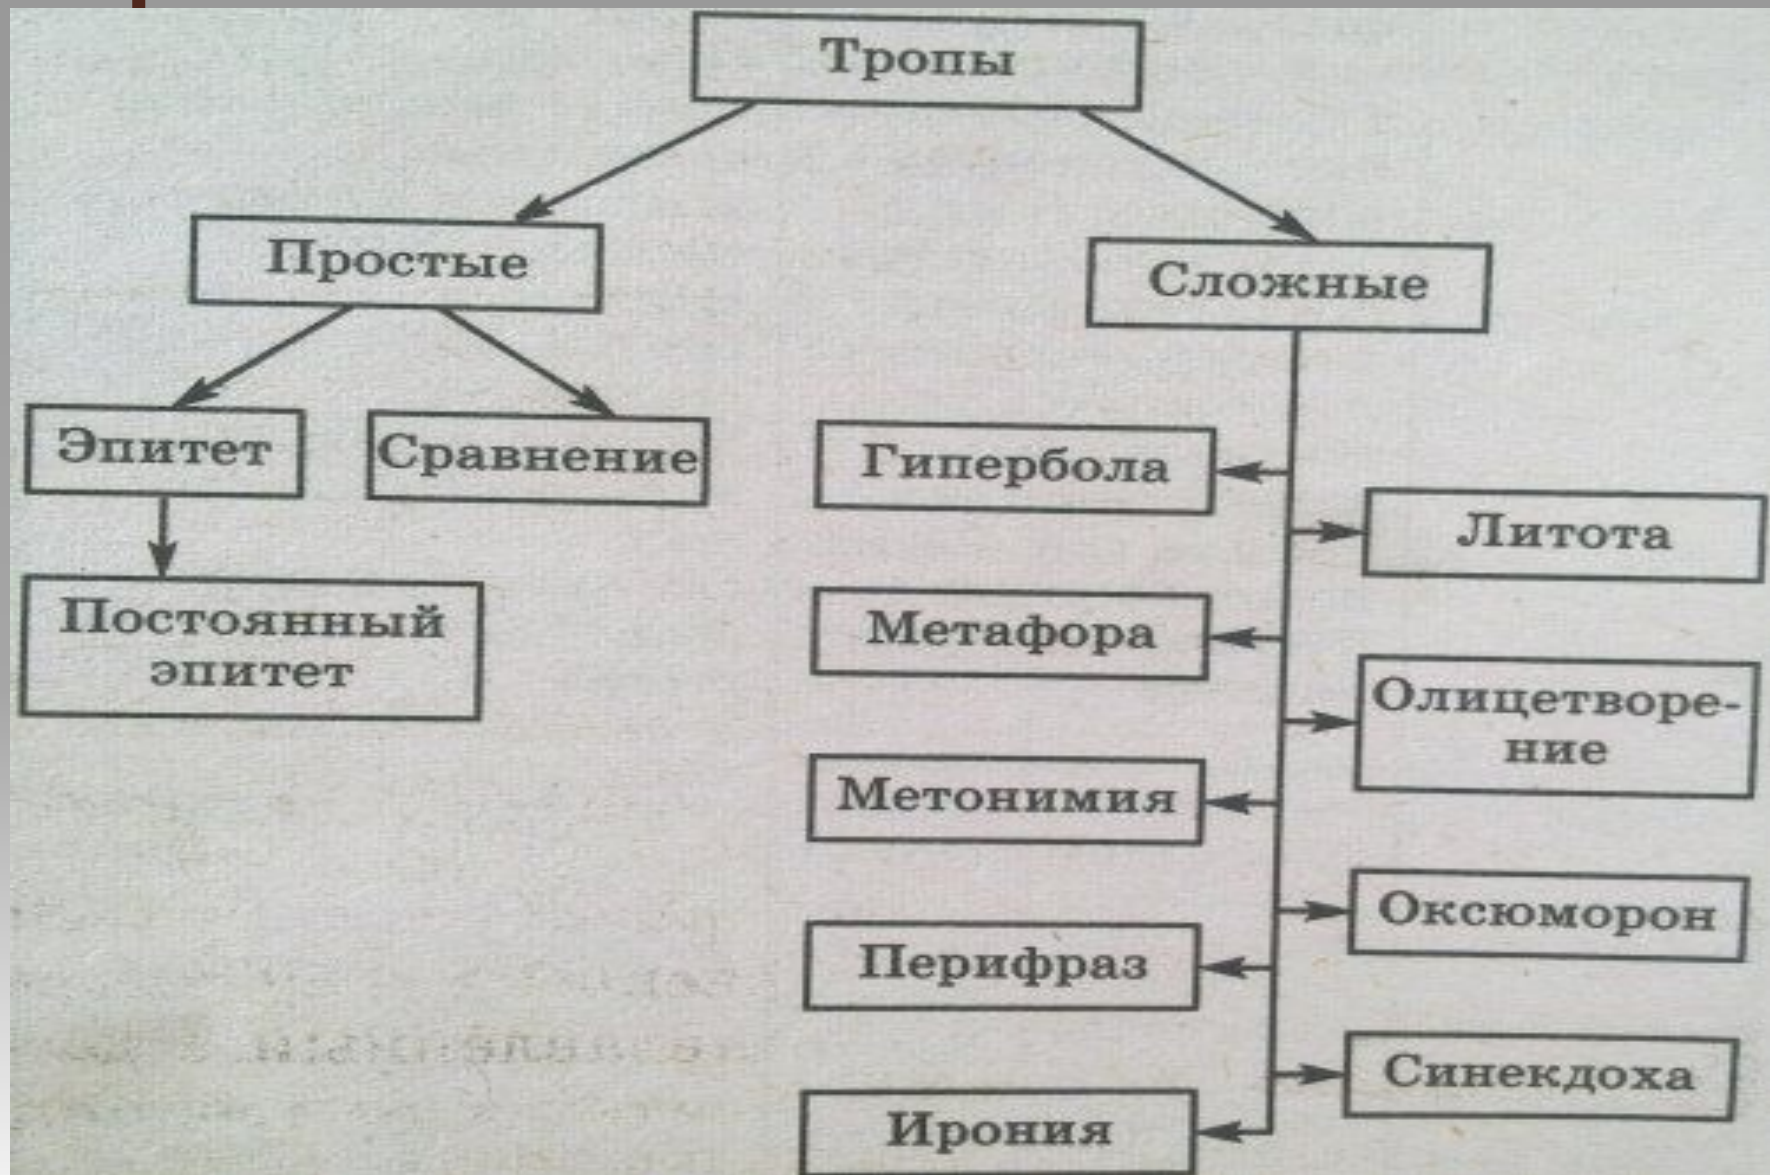 Тропы
Простые
Сложные
Эпитет
Сравнение
Постоянный
эпитет
Гипербола
Литота
Метафора
Олицетворе-
ние
Метонимия
Оксюморон
Перифраз
Синекдоха
Ирония